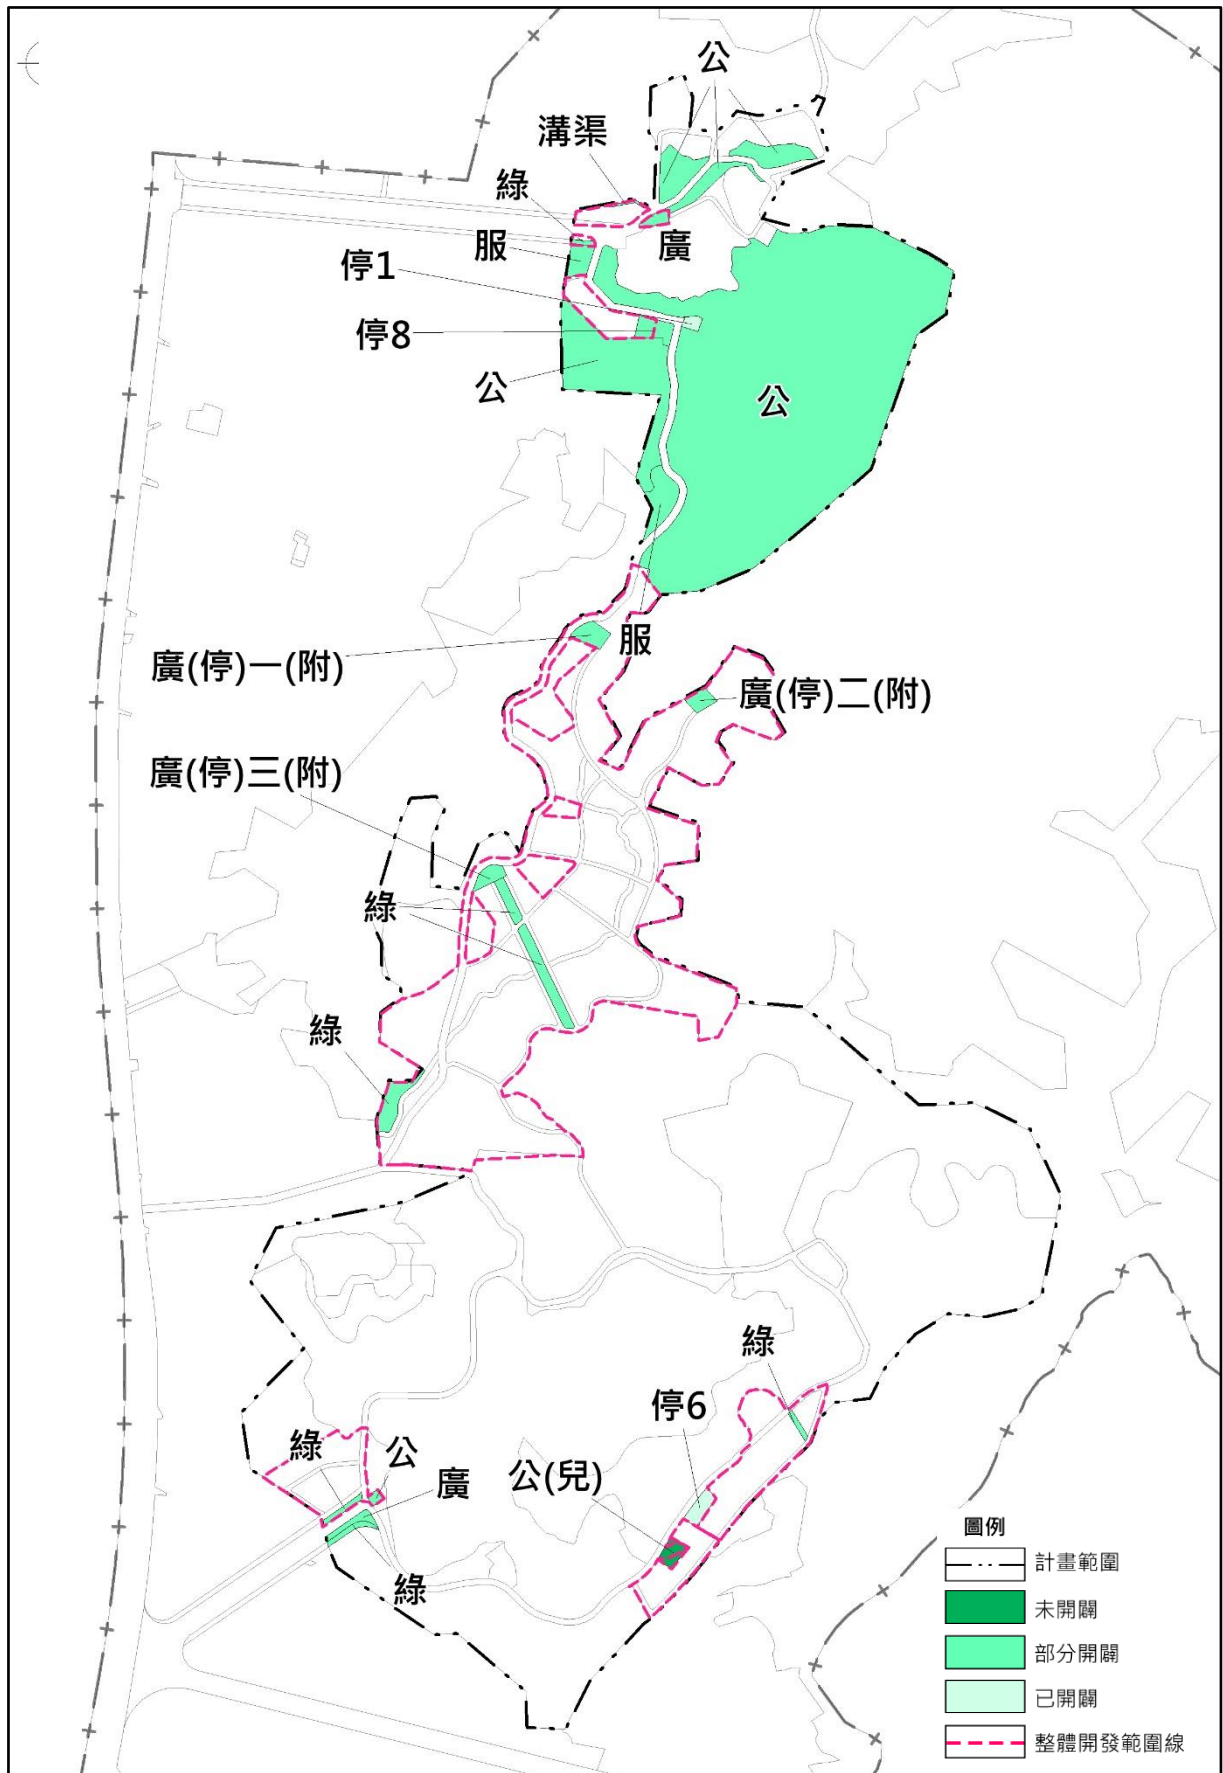 公
溝渠
綠
服
廣
停1
停8
公
公
服
廣(停)一(附)
廣(停)二(附)
廣(停)三(附)
綠
綠
綠
停6
綠
公
廣
公(兒)
綠
圖例
計畫範圍
未開闢
部分開闢
已開闢
整體開發範圍線